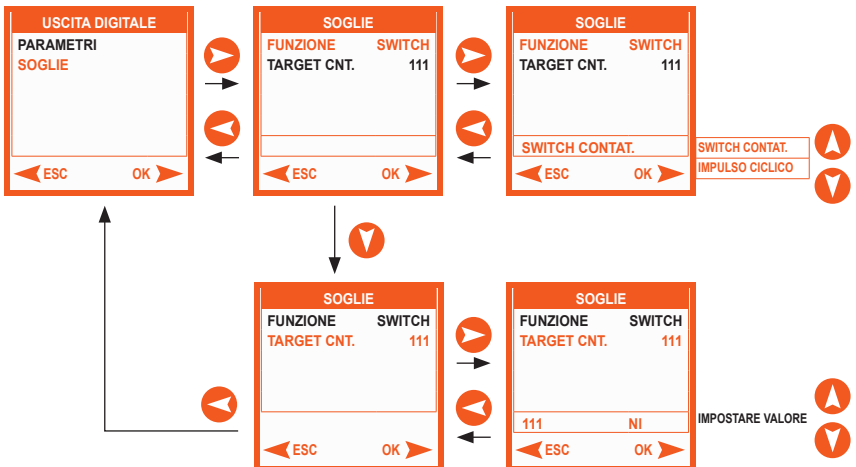 USCITA DIGITALE
PARAMETRI
SOGLIE
ESC OK
SOGLIE
FUNZIONE SWITCH
TARGET CNT. 111
ESC OK
SOGLIE
FUNZIONE SWITCH
TARGET CNT. 111
SWITCH CONTAT.
ESC OK
SWITCH CONTAT.
IMPULSO CICLICO
SOGLIE
FUNZIONE SWITCH
TARGET CNT. 111
ESC OK
SOGLIE
FUNZIONE SWITCH
TARGET CNT. 111
111 NI
ESC OK
IMPOSTARE VALORE